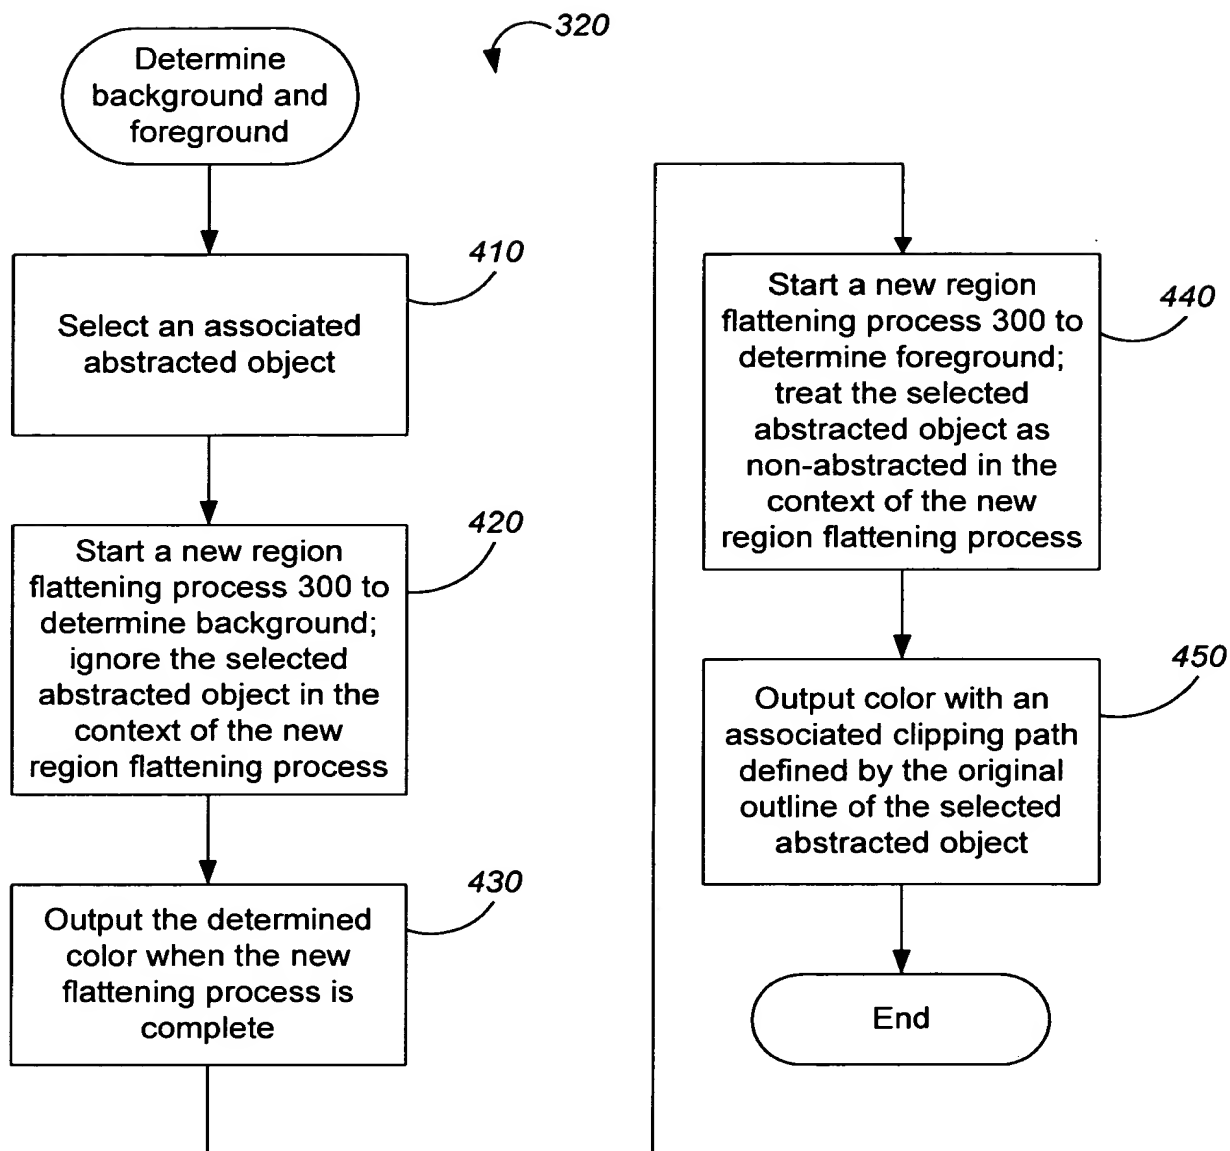 320
Determine
background and
foreground
410
Select an associated
abstracted object
420
Start a new region
flattening process 300 to
determine background;
ignore the selected
abstracted object in the
context of the new
region flattening process
430
Output the determined
color when the new
flattening process is
complete
440
Start a new region
flattening process 300 to
determine foreground;
treat the selected
abstracted object as
non-abstracted in the
context of the new
region flattening process
450
Output color with an
associated clipping path
defined by the original
outline of the selected
abstracted object
End